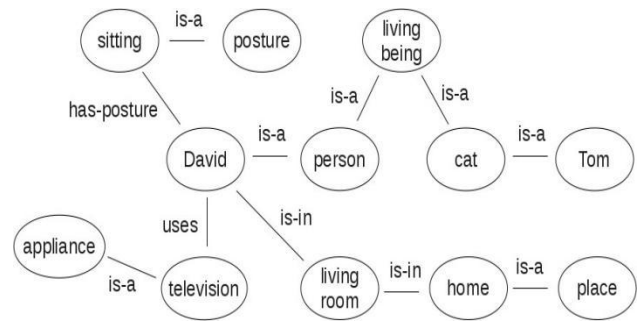 sitting
is-a
posture
living
being
has-posture
is-a
is-a
David
is-a
person
cat
is-a
Tom
uses
is-in
appliance
is-a
television
living
room
is-in
home
is-a
place